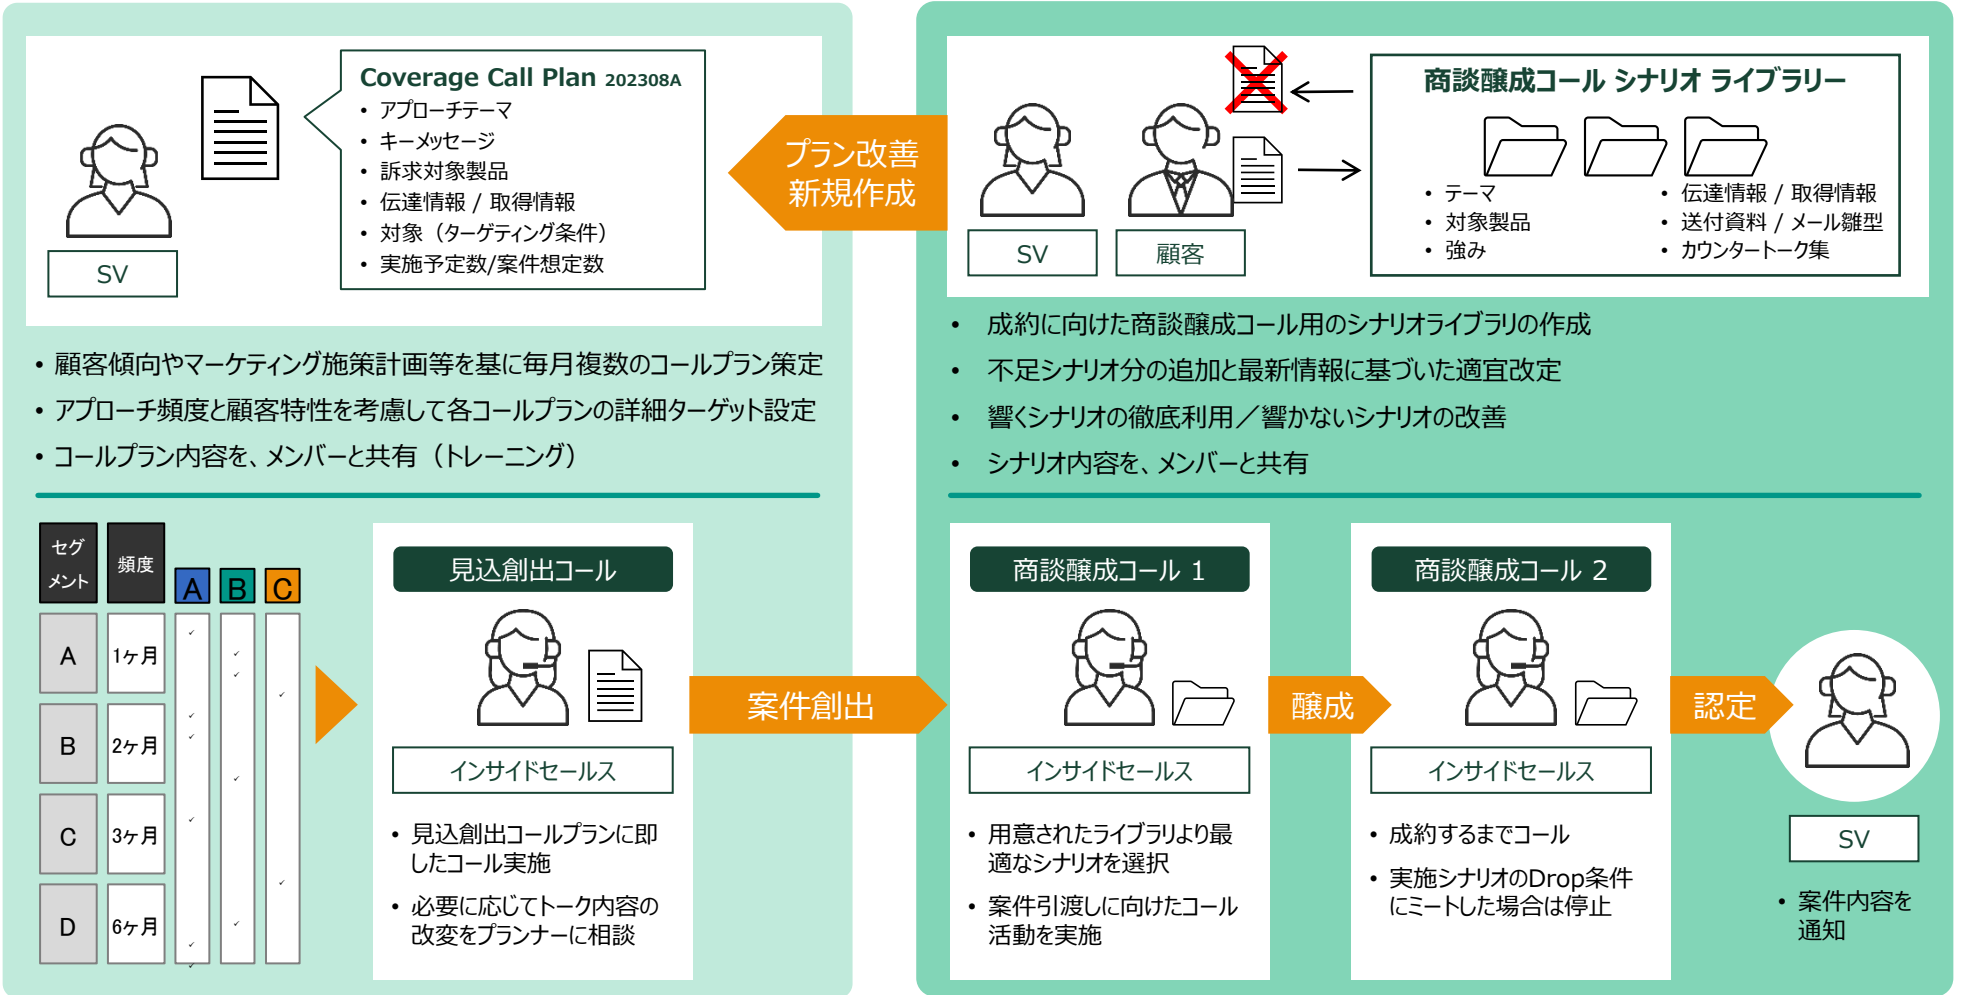 Coverage Call Plan 202308A
• アプローチテーマ
• キーメッセージ
• 訴求対象製品
• 伝達情報 / 取得情報
• 対象（ターゲティング条件）
• 実施予定数/案件想定数
SV
• 顧客傾向やマーケティング施策計画等を基に毎月複数のコールプラン策定
• アプローチ頻度と顧客特性を考慮して各コールプランの詳細ターゲット設定
• コールプラン内容を、メンバーと共有（トレーニング）
プラン改善
新規作成
SV
顧客
商談醸成コール シナリオ ライブラリー
• テーマ
• 対象製品
• 強み
• 伝達情報 / 取得情報
• 送付資料 / メール雛型
• カウンタートーク集
• 成約に向けた商談醸成コール用のシナリオライブラリの作成
• 不足シナリオ分の追加と最新情報に基づいた適宜改定
• 響くシナリオの徹底利用／響かないシナリオの改善
• シナリオ内容を、メンバーと共有
セグ
メント
頻度
A
B
C
A
1ヶ月
B
2ヶ月
C
3ヶ月
D
6ヶ月
見込創出コール
インサイドセールス
• 見込創出コールプランに即
したコール実施
• 必要に応じてトーク内容の
改変をプランナーに相談
案件創出
商談醸成コール 1
インサイドセールス
• 用意されたライブラリより最
適なシナリオを選択
• 案件引渡しに向けたコール
活動を実施
醸成
商談醸成コール 2
インサイドセールス
• 成約するまでコール
• 実施シナリオのDrop条件
にミートした場合は停止
認定
SV
• 案件内容を
通知